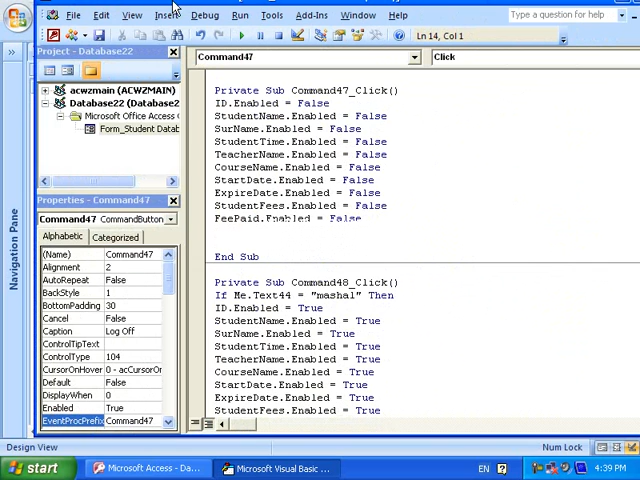 File Edit View Insert Debug Run Tools Add-Ins Window Help Type a question for help
Ln 14, Col 1
Project - Database22
acwzmain (ACWZMAIN)
Database22 (Database2
Microsoft Office Access C
Form_Student Datab
Properties - Command47
Command47 CommandButton
Alphabetic Categorized
(Name) Command47
Alignment 2
AutoRepeat False
BackStyle 1
BottomPadding 30
Cancel False
Caption Log Off
ControlTipText
ControlType 104
CursorOnHover 0 - acCursorOn
Default False
DisplayWhen 0
Enabled True
EventProcPrefix Command47
Navigation Pane
Command47 Click
Private Sub Command47_Click()
ID.Enabled = False
StudentName.Enabled = False
SurName.Enabled = False
StudentTime.Enabled = False
TeacherName.Enabled = False
CourseName.Enabled = False
StartDate.Enabled = False
ExpireDate.Enabled = False
StudentFees.Enabled = False
FeePaid.Enabled = False
End Sub
Private Sub Command48_Click()
If Me.Text44 = "mashal" Then
ID.Enabled = True
StudentName.Enabled = True
SurName.Enabled = True
StudentTime.Enabled = True
TeacherName.Enabled = True
CourseName.Enabled = True
StartDate.Enabled = True
ExpireDate.Enabled = True
StudentFees.Enabled = True
Design View Num Lock
start Microsoft Access - Da... Microsoft Visual Basic ... EN 4:39 PM